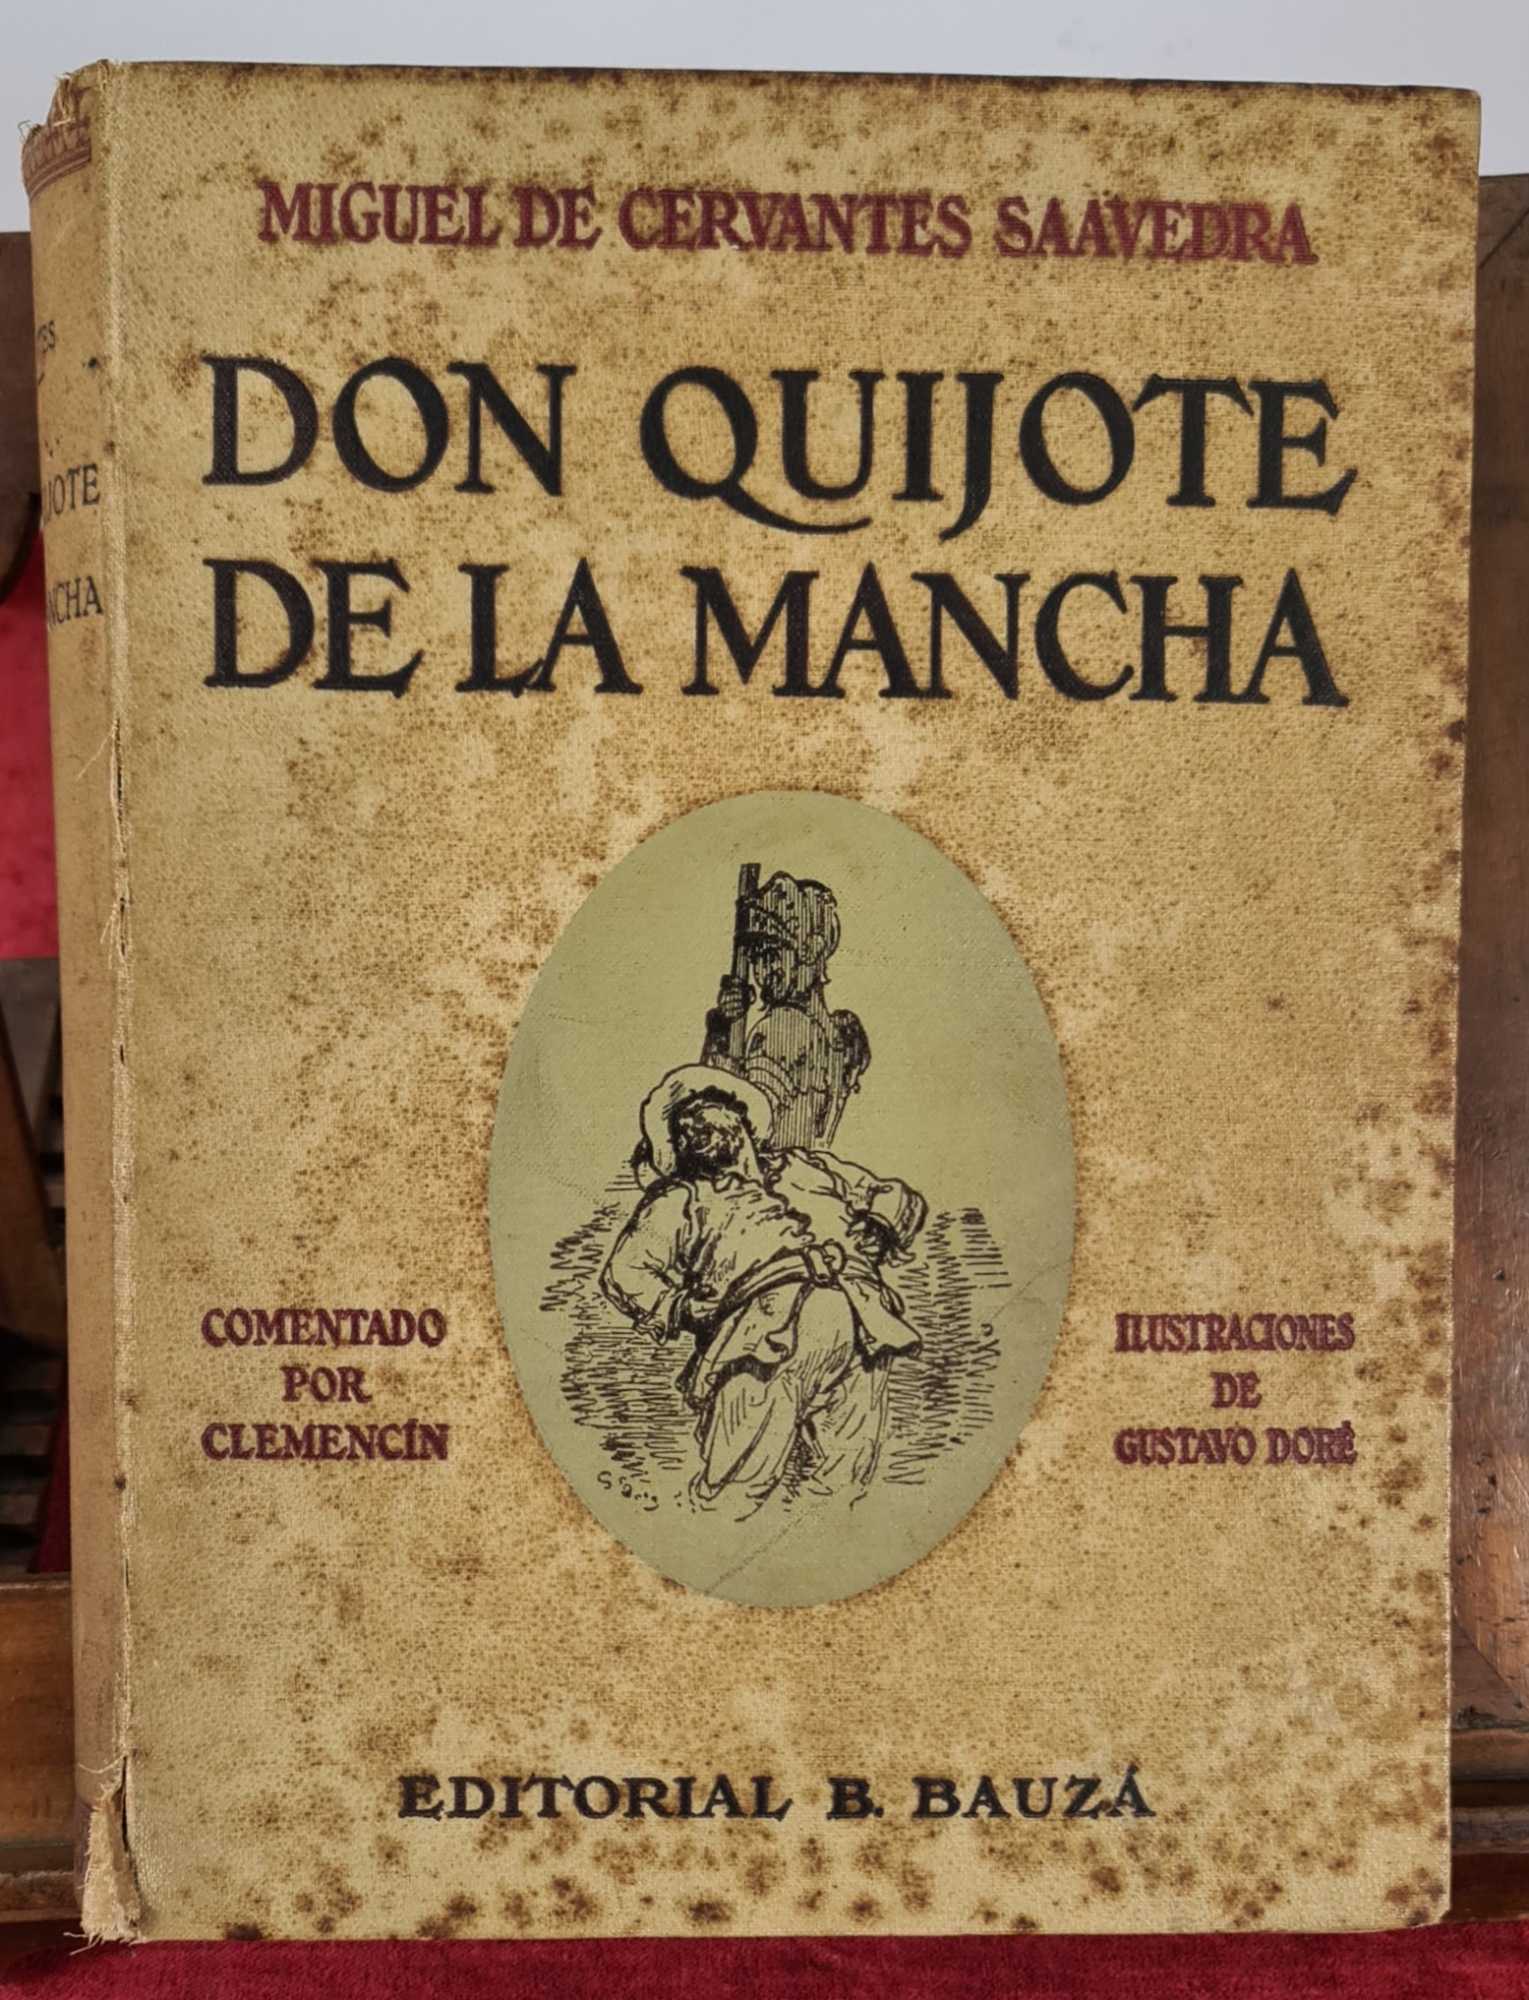 MIGUEL DE CERVANTES SAAVEDRA
DON QUIJOTE
DE LA MANCHA
COMENTADO
POR
CLEMENCÍN
ILUSTRACIONES
DE
GUSTAVO DORÉ
EDITORIAL B. BAUZÁ